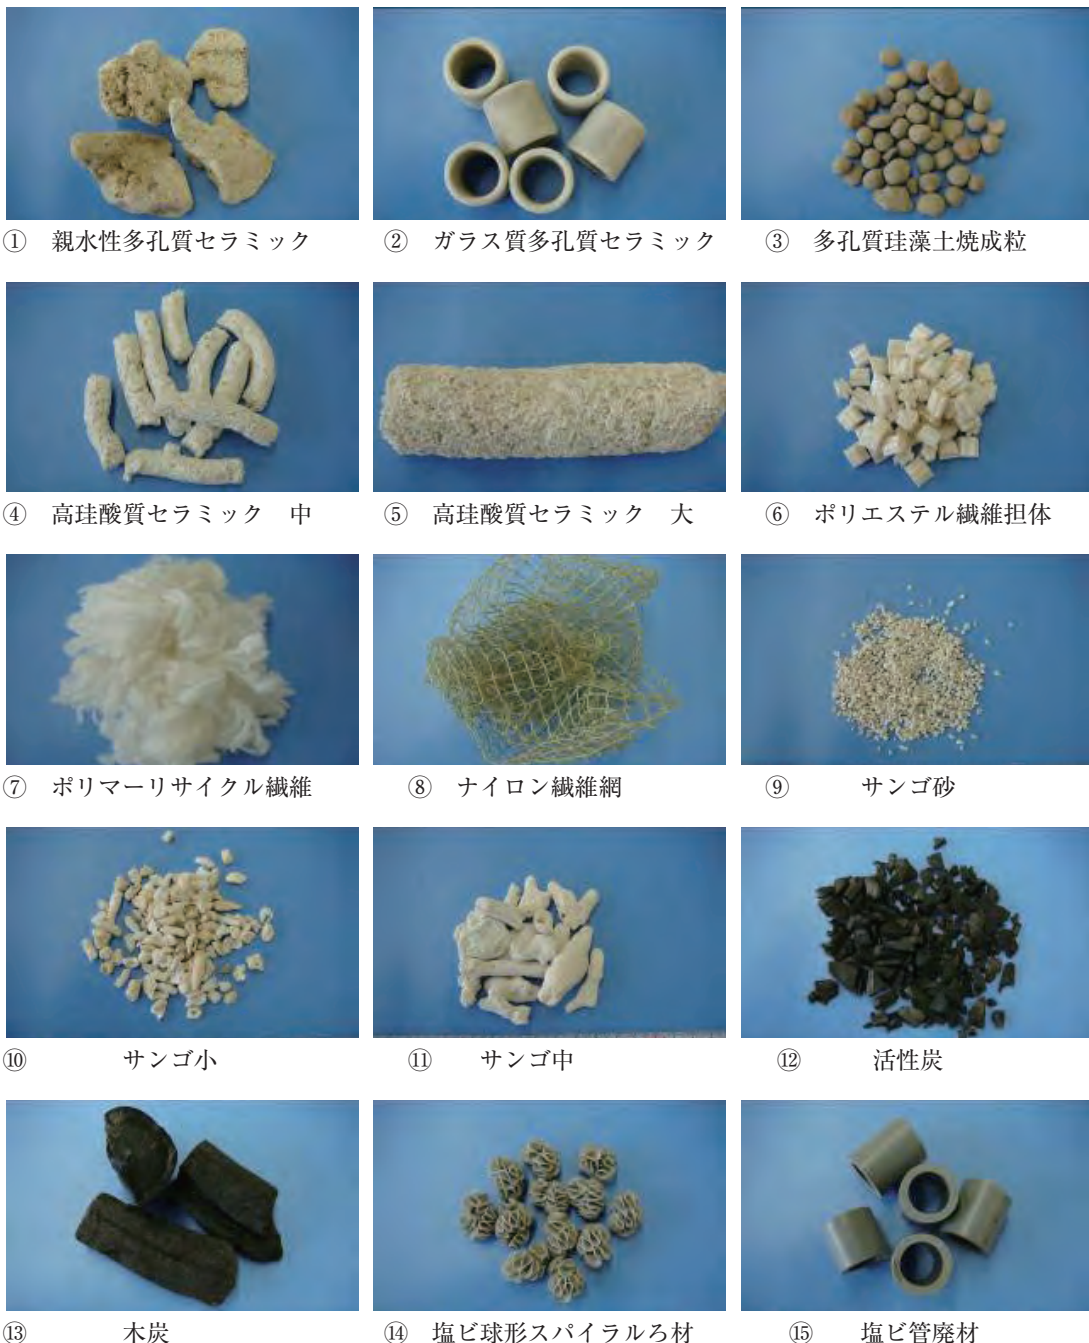 ① 親水性多孔質セラミック
② ガラス質多孔質セラミック
③ 多孔質珪藻土焼成粒
④ 高珪酸質セラミック 中
⑤ 高珪酸質セラミック 大
⑥ ポリエステル繊維担体
⑦ ポリマーリサイクル繊維
⑧ ナイロン繊維網
⑨ サンゴ砂
⑩ サンゴ小
⑪ サンゴ中
⑫ 活性炭
⑬ 木炭
⑭ 塩ビ球形スパイラルろ材
⑮ 塩ビ管廃材